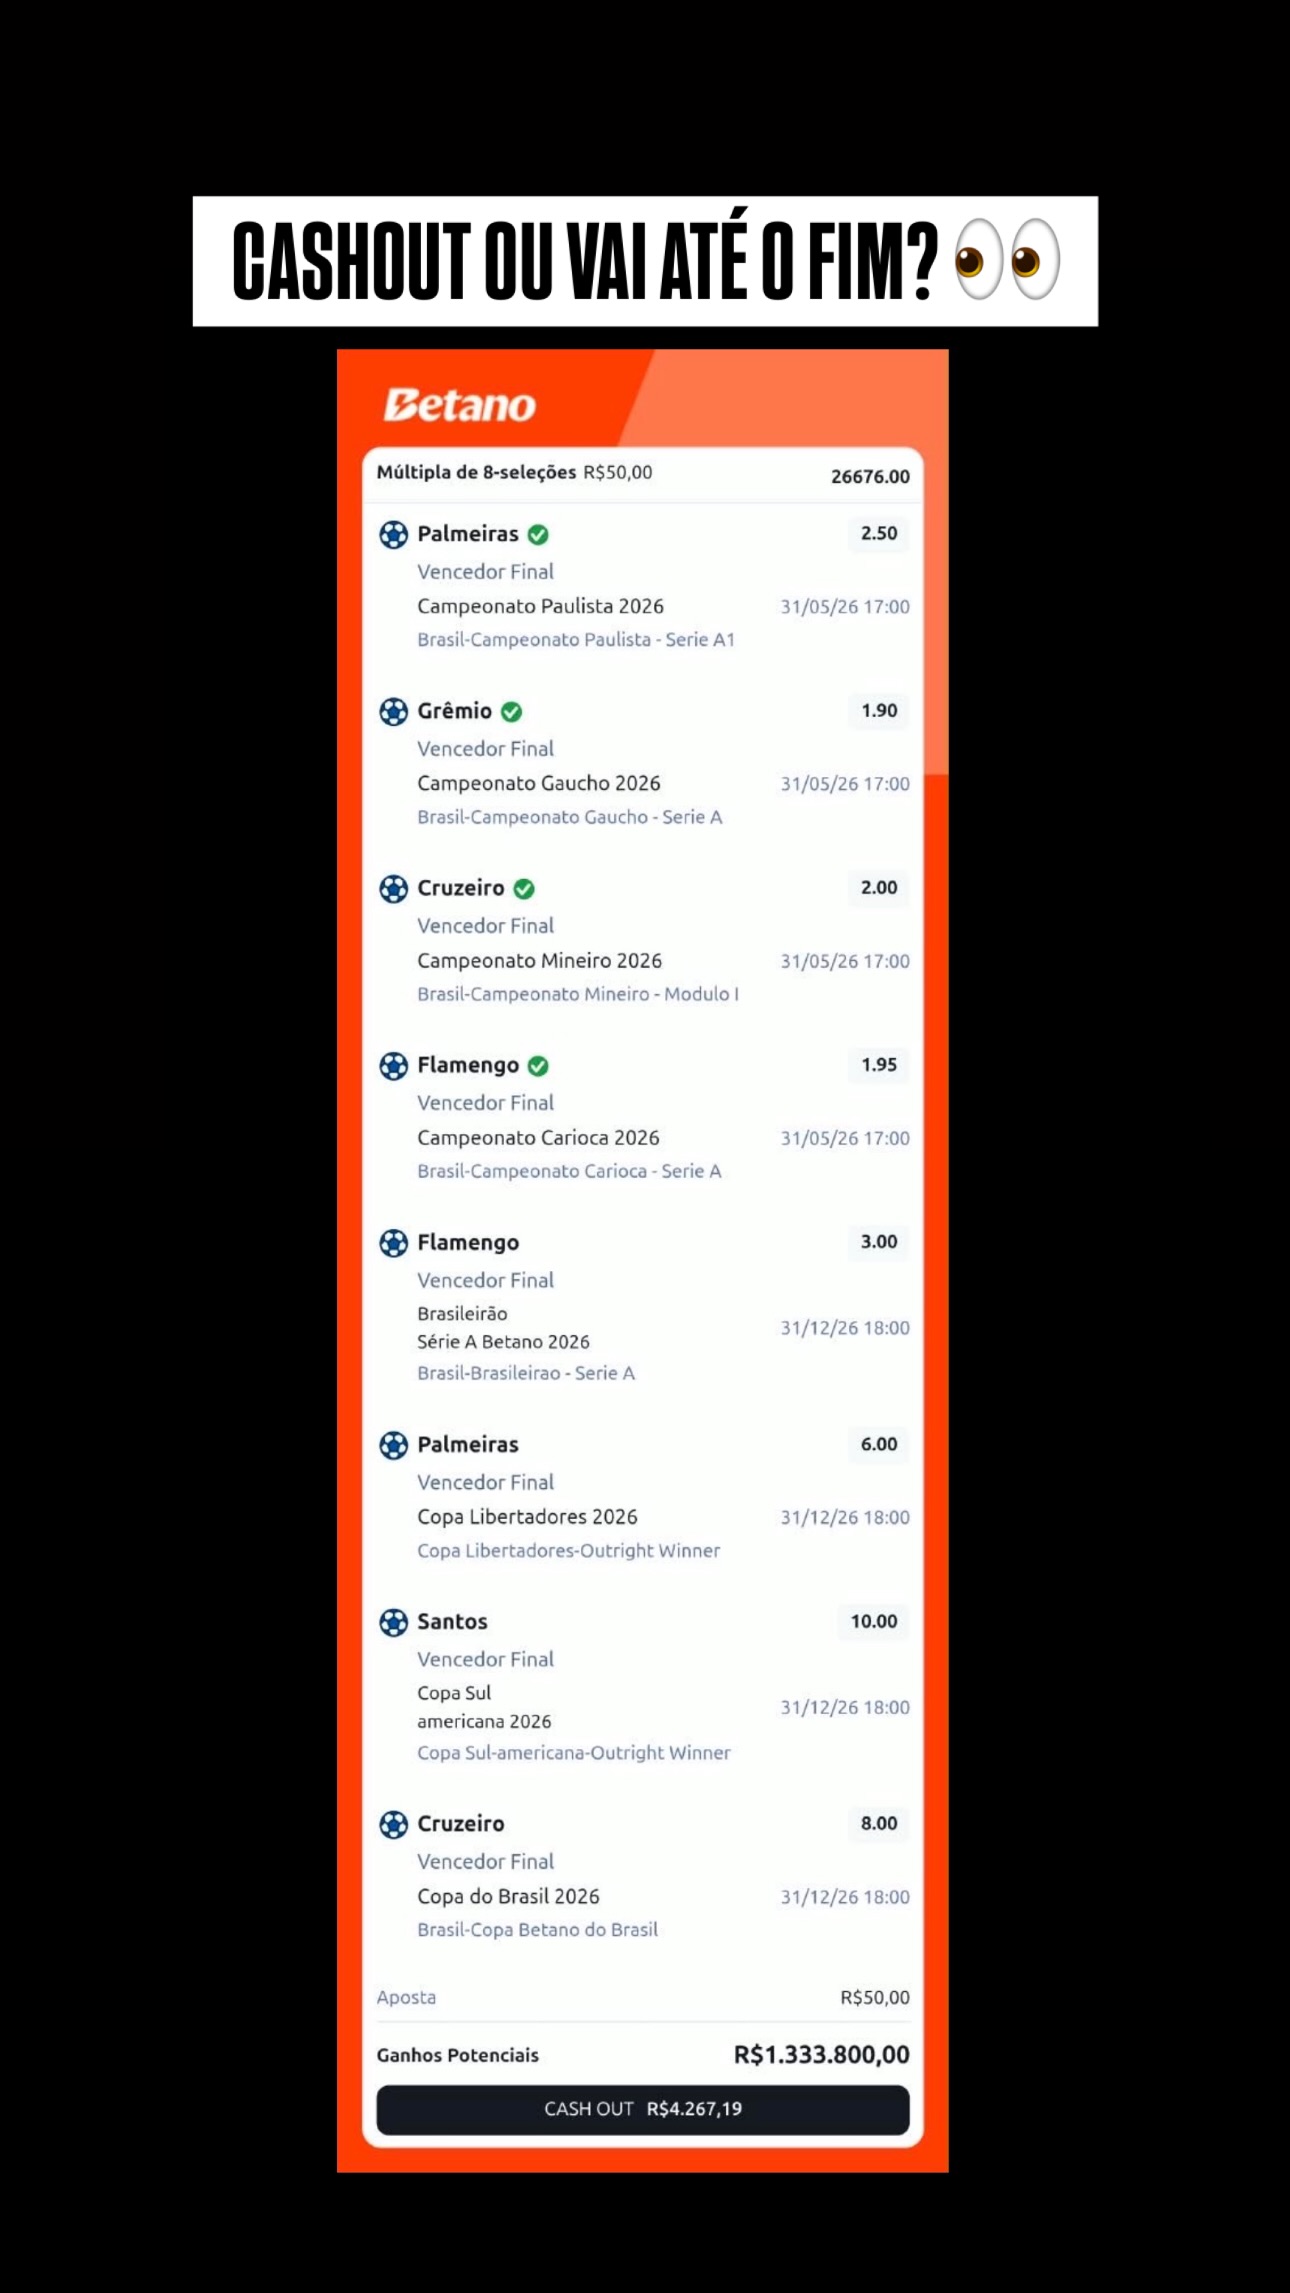 CASHOUT OU VAI ATÉ O FIM? 👀
Betano
Múltipla de 8-seleções R$50,00 26676.00
Palmeiras 2.50
Vencedor Final
Campeonato Paulista 2026 31/05/26 17:00
Brasil-Campeonato Paulista - Serie A1
Grêmio 1.90
Vencedor Final
Campeonato Gaucho 2026 31/05/26 17:00
Brasil-Campeonato Gaucho - Serie A
Cruzeiro 2.00
Vencedor Final
Campeonato Mineiro 2026 31/05/26 17:00
Brasil-Campeonato Mineiro - Modulo I
Flamengo 1.95
Vencedor Final
Campeonato Carioca 2026 31/05/26 17:00
Brasil-Campeonato Carioca - Serie A
Flamengo 3.00
Vencedor Final
Brasileirão
Série A Betano 2026 31/12/26 18:00
Brasil-Brasileirao - Serie A
Palmeiras 6.00
Vencedor Final
Copa Libertadores 2026 31/12/26 18:00
Copa Libertadores-Outright Winner
Santos 10.00
Vencedor Final
Copa Sul
americana 2026 31/12/26 18:00
Copa Sul-americana-Outright Winner
Cruzeiro 8.00
Vencedor Final
Copa do Brasil 2026 31/12/26 18:00
Brasil-Copa Betano do Brasil
Aposta R$50,00
Ganhos Potenciais R$1.333.800,00
CASH OUT R$4.267,19